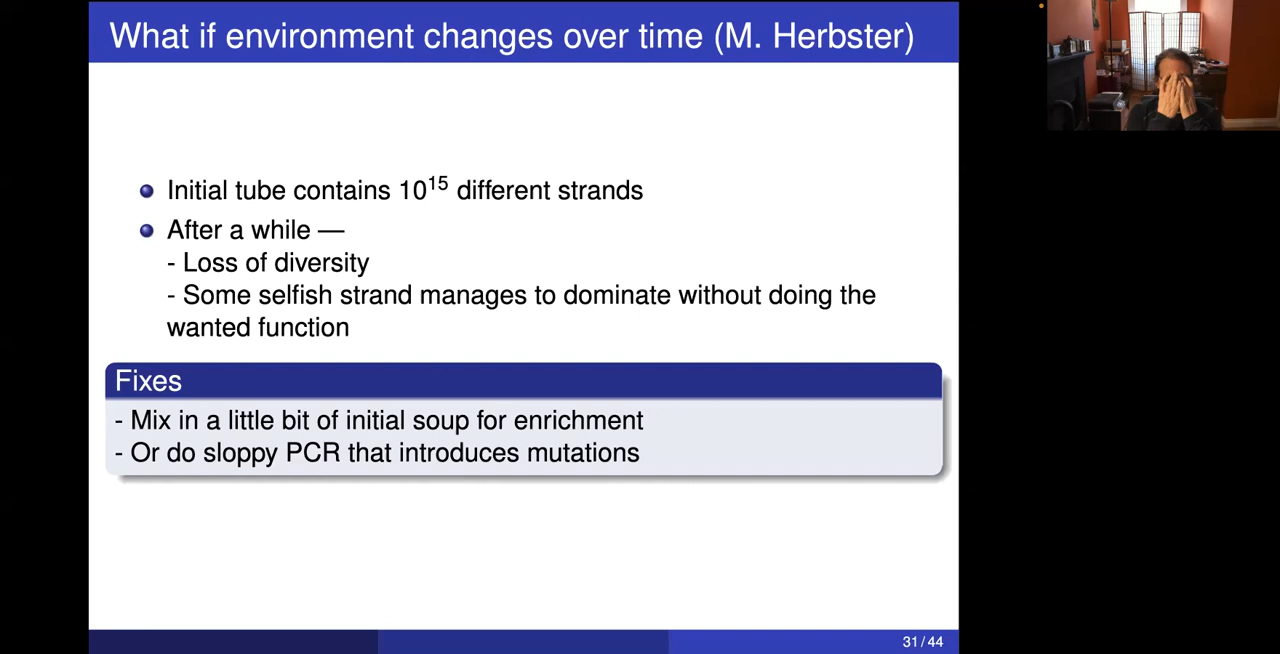 What if environment changes over time (M. Herbster)
Initial tube contains 10¹⁵ different strands
After a while —
- Loss of diversity
- Some selfish strand manages to dominate without doing the
wanted function
Fixes
- Mix in a little bit of initial soup for enrichment
- Or do sloppy PCR that introduces mutations
31 / 44